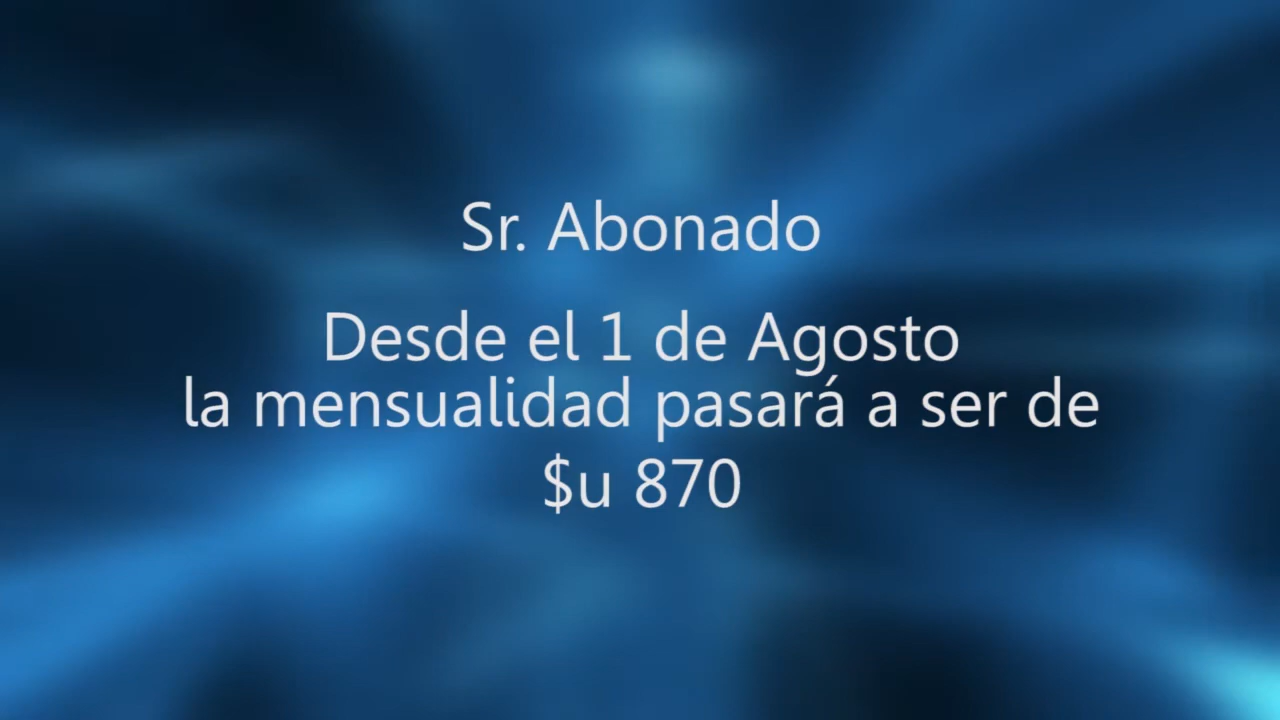 Sr. Abonado
Desde el 1 de Agosto
la mensualidad pasará a ser de
$u 870